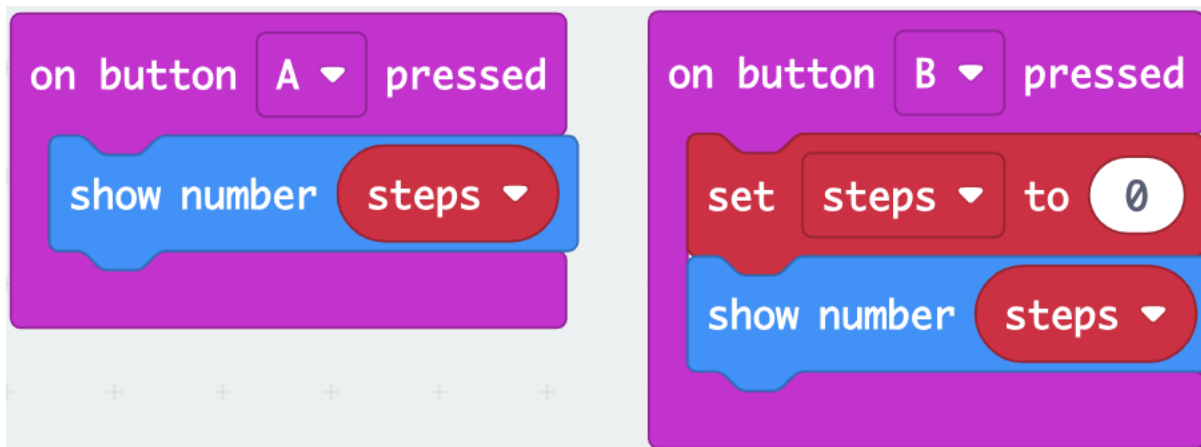 on button A pressed
show number steps
on button B pressed
set steps to 0
show number steps